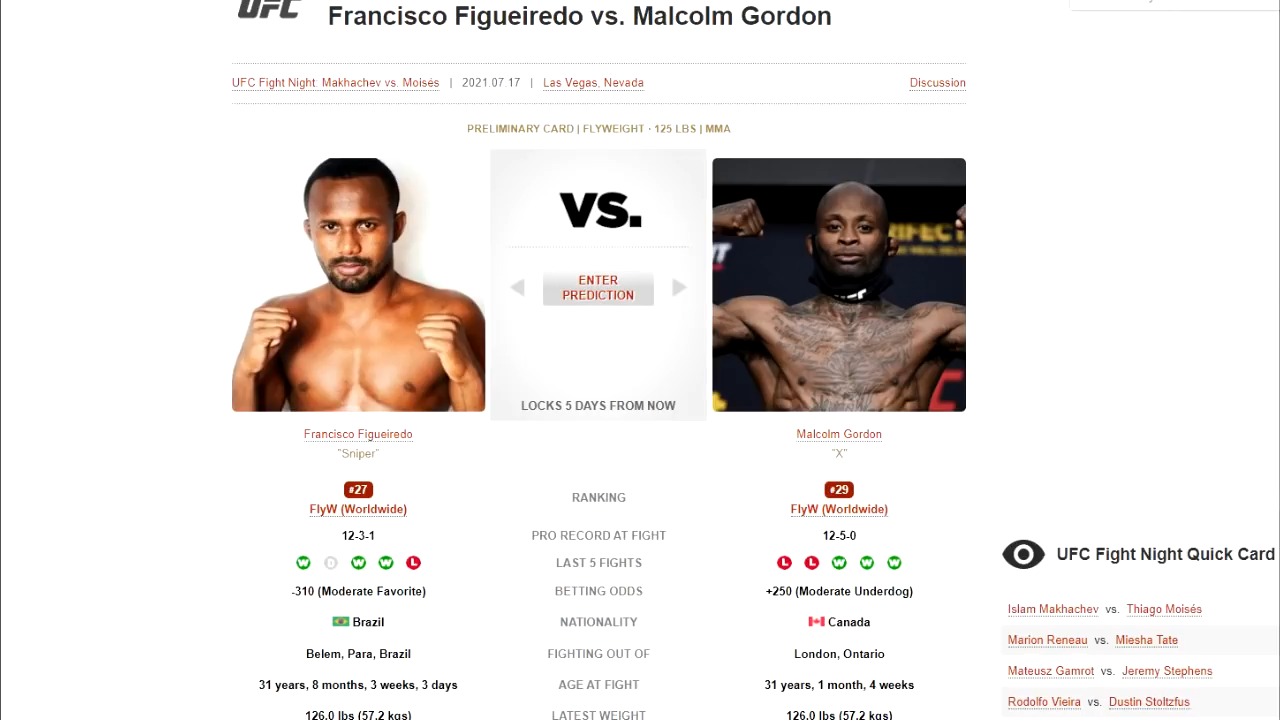 UFC
Francisco Figueiredo vs. Malcolm Gordon
UFC Fight Night: Makhachev vs. Moisés | 2021.07.17 | Las Vegas, Nevada Discussion
PRELIMINARY CARD | FLYWEIGHT · 125 LBS | MMA
VS.
ENTER
PREDICTION
LOCKS 5 DAYS FROM NOW
Francisco Figueiredo Malcolm Gordon
"Sniper" "X"
#27 RANKING #29
FlyW (Worldwide) FlyW (Worldwide)
12-3-1 PRO RECORD AT FIGHT 12-5-0
W D W W L LAST 5 FIGHTS L L W W W
-310 (Moderate Favorite) BETTING ODDS +250 (Moderate Underdog)
Brazil NATIONALITY Canada
Belem, Para, Brazil FIGHTING OUT OF London, Ontario
31 years, 8 months, 3 weeks, 3 days AGE AT FIGHT 31 years, 1 month, 4 weeks
126.0 lbs (57.2 kgs) LATEST WEIGHT 126.0 lbs (57.2 kgs)
UFC Fight Night Quick Card
Islam Makhachev vs. Thiago Moisés
Marion Reneau vs. Miesha Tate
Mateusz Gamrot vs. Jeremy Stephens
Rodolfo Vieira vs. Dustin Stoltzfus